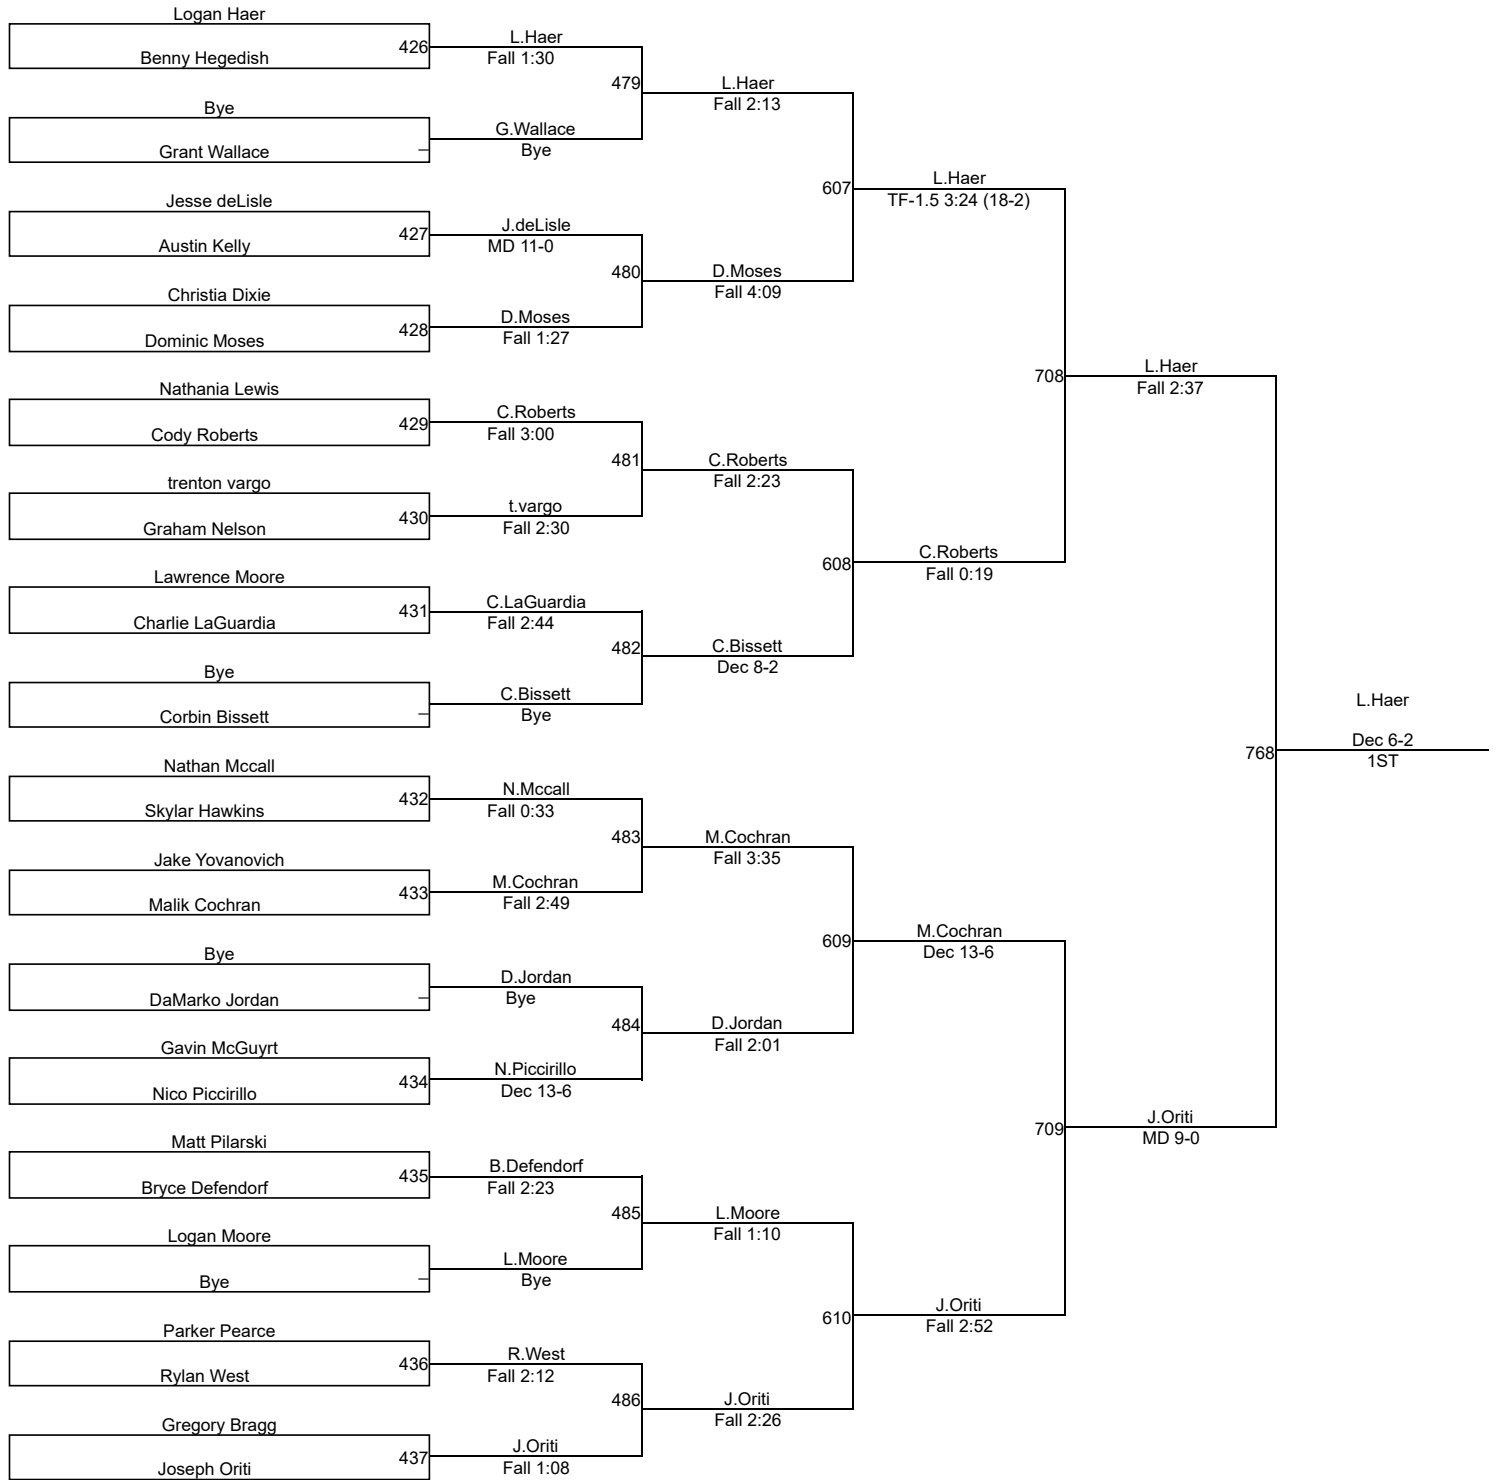 Logan Haer
426
Benny Hegedish
L.Haer
Fall 1:30
479
L.Haer
Fall 2:13
Bye
Grant Wallace
G.Wallace
Bye
607
L.Haer
TF-1.5 3:24 (18-2)
Jesse deLisle
427
Austin Kelly
J.deLisle
MD 11-0
480
D.Moses
Fall 4:09
Christia Dixie
428
Dominic Moses
D.Moses
Fall 1:27
708
L.Haer
Fall 2:37
Nathania Lewis
429
Cody Roberts
C.Roberts
Fall 3:00
481
C.Roberts
Fall 2:23
trenton vargo
430
Graham Nelson
t.vargo
Fall 2:30
608
C.Roberts
Fall 0:19
Lawrence Moore
431
Charlie LaGuardia
C.LaGuardia
Fall 2:44
482
C.Bissett
Dec 8-2
Bye
Corbin Bissett
C.Bissett
Bye
768
L.Haer
Dec 6-2
1ST
Nathan Mccall
432
Skylar Hawkins
N.Mccall
Fall 0:33
483
M.Cochran
Fall 3:35
Jake Yovanovich
433
Malik Cochran
M.Cochran
Fall 2:49
609
M.Cochran
Dec 13-6
Bye
DaMarko Jordan
D.Jordan
Bye
484
D.Jordan
Fall 2:01
Gavin McGuyrt
434
Nico Piccirillo
N.Piccirillo
Dec 13-6
709
J.Oriti
MD 9-0
Matt Pilarski
435
Bryce Defendorf
B.Defendorf
Fall 2:23
485
L.Moore
Fall 1:10
Logan Moore
Bye
L.Moore
Bye
610
J.Oriti
Fall 2:52
Parker Pearce
436
Rylan West
R.West
Fall 2:12
486
J.Oriti
Fall 2:26
Gregory Bragg
437
Joseph Oriti
J.Oriti
Fall 1:08